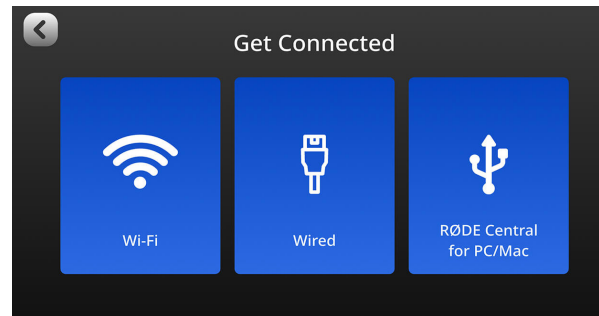 Get Connected
Wi-Fi
Wired
RØDE Central
for PC/Mac